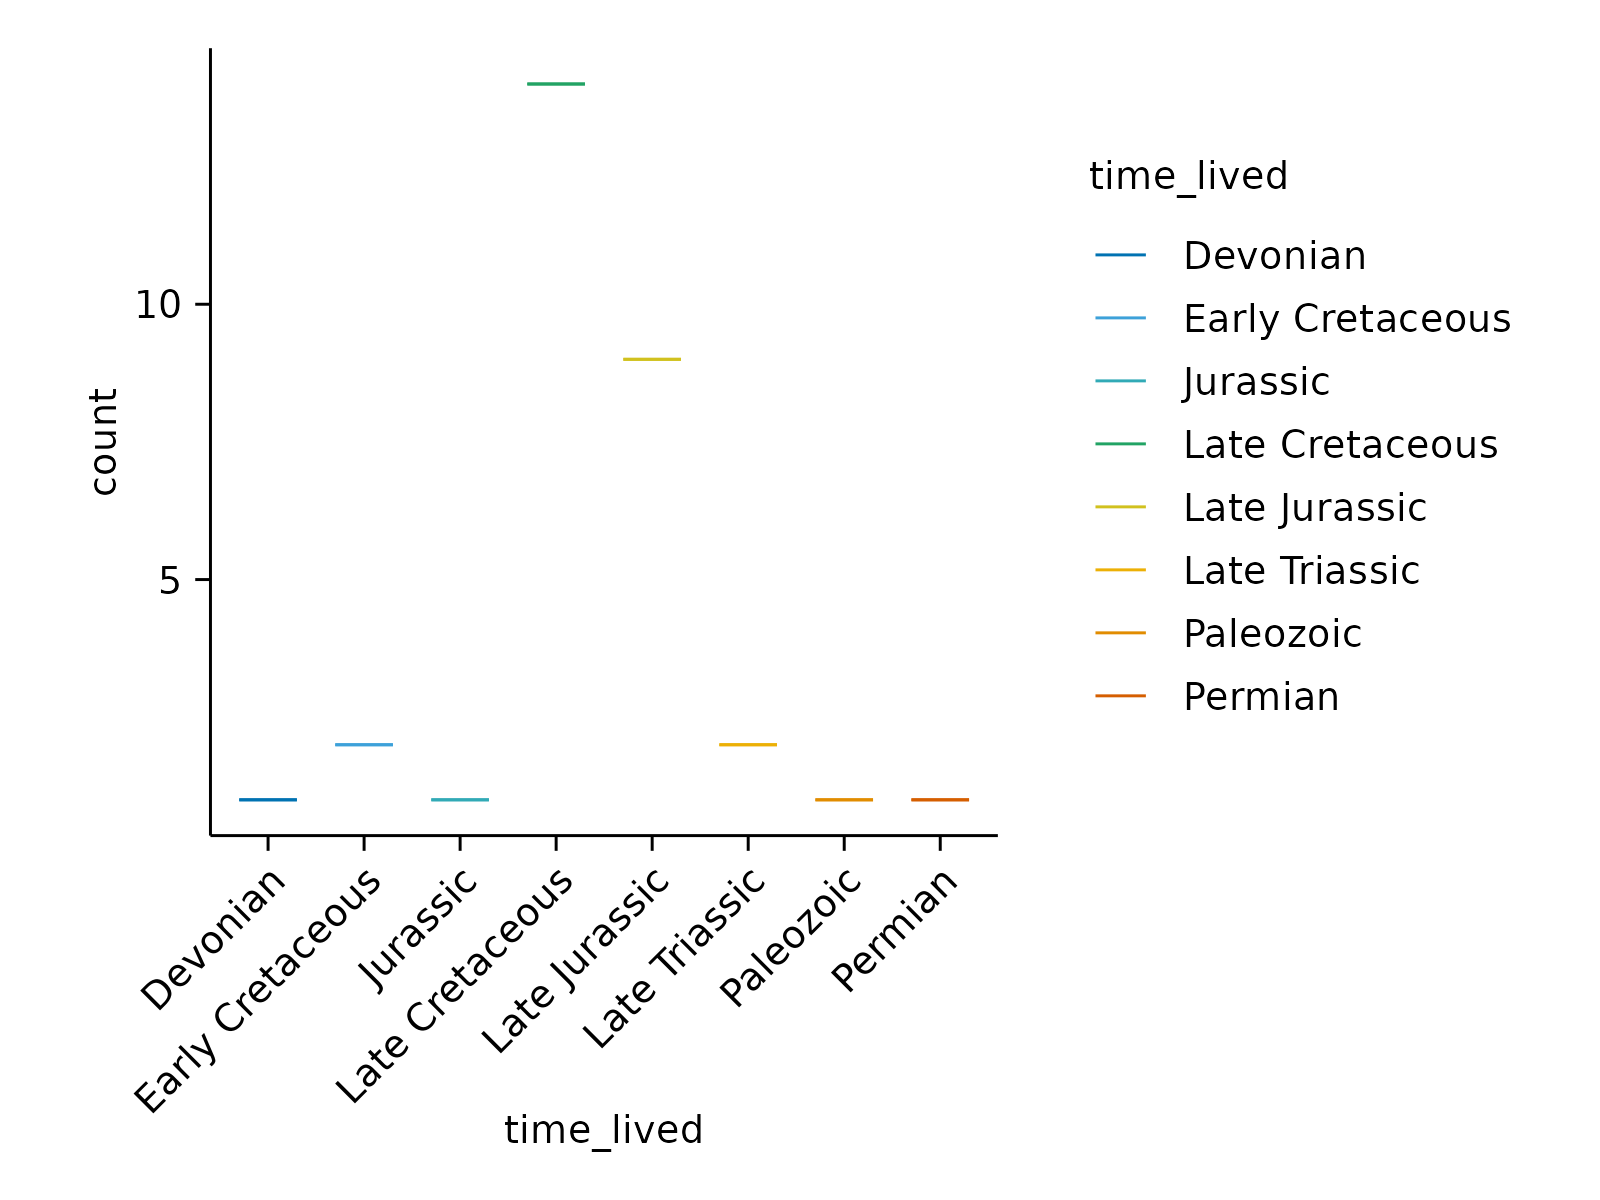 count
10
5
Devonian
Early Cretaceous
Jurassic
Late Cretaceous
Late Jurassic
Late Triassic
Paleozoic
Permian
time_lived
time_lived
Devonian
Early Cretaceous
Jurassic
Late Cretaceous
Late Jurassic
Late Triassic
Paleozoic
Permian